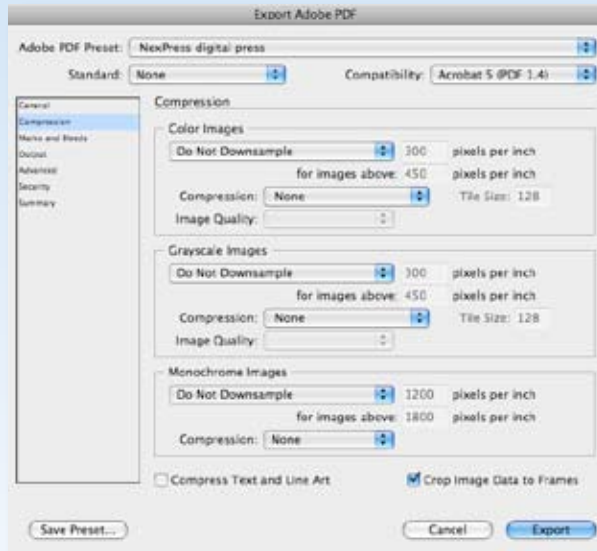 Export Adobe PDF
Adobe PDF Preset: NexPress digital press
Standard: None Compatibility: Acrobat 5 (PDF 1.4)
General
Compression
Marks and Bleeds
Output
Advanced
Security
Summary
Compression
Color Images
Do Not Downsample 300 pixels per inch
for images above: 450 pixels per inch
Compression: None Tile Size: 128
Image Quality:
Grayscale Images
Do Not Downsample 300 pixels per inch
for images above: 450 pixels per inch
Compression: None Tile Size: 128
Image Quality:
Monochrome Images
Do Not Downsample 1200 pixels per inch
for images above: 1800 pixels per inch
Compression: None
Compress Text and Line Art Crop Image Data to Frames
Save Preset... Cancel Export